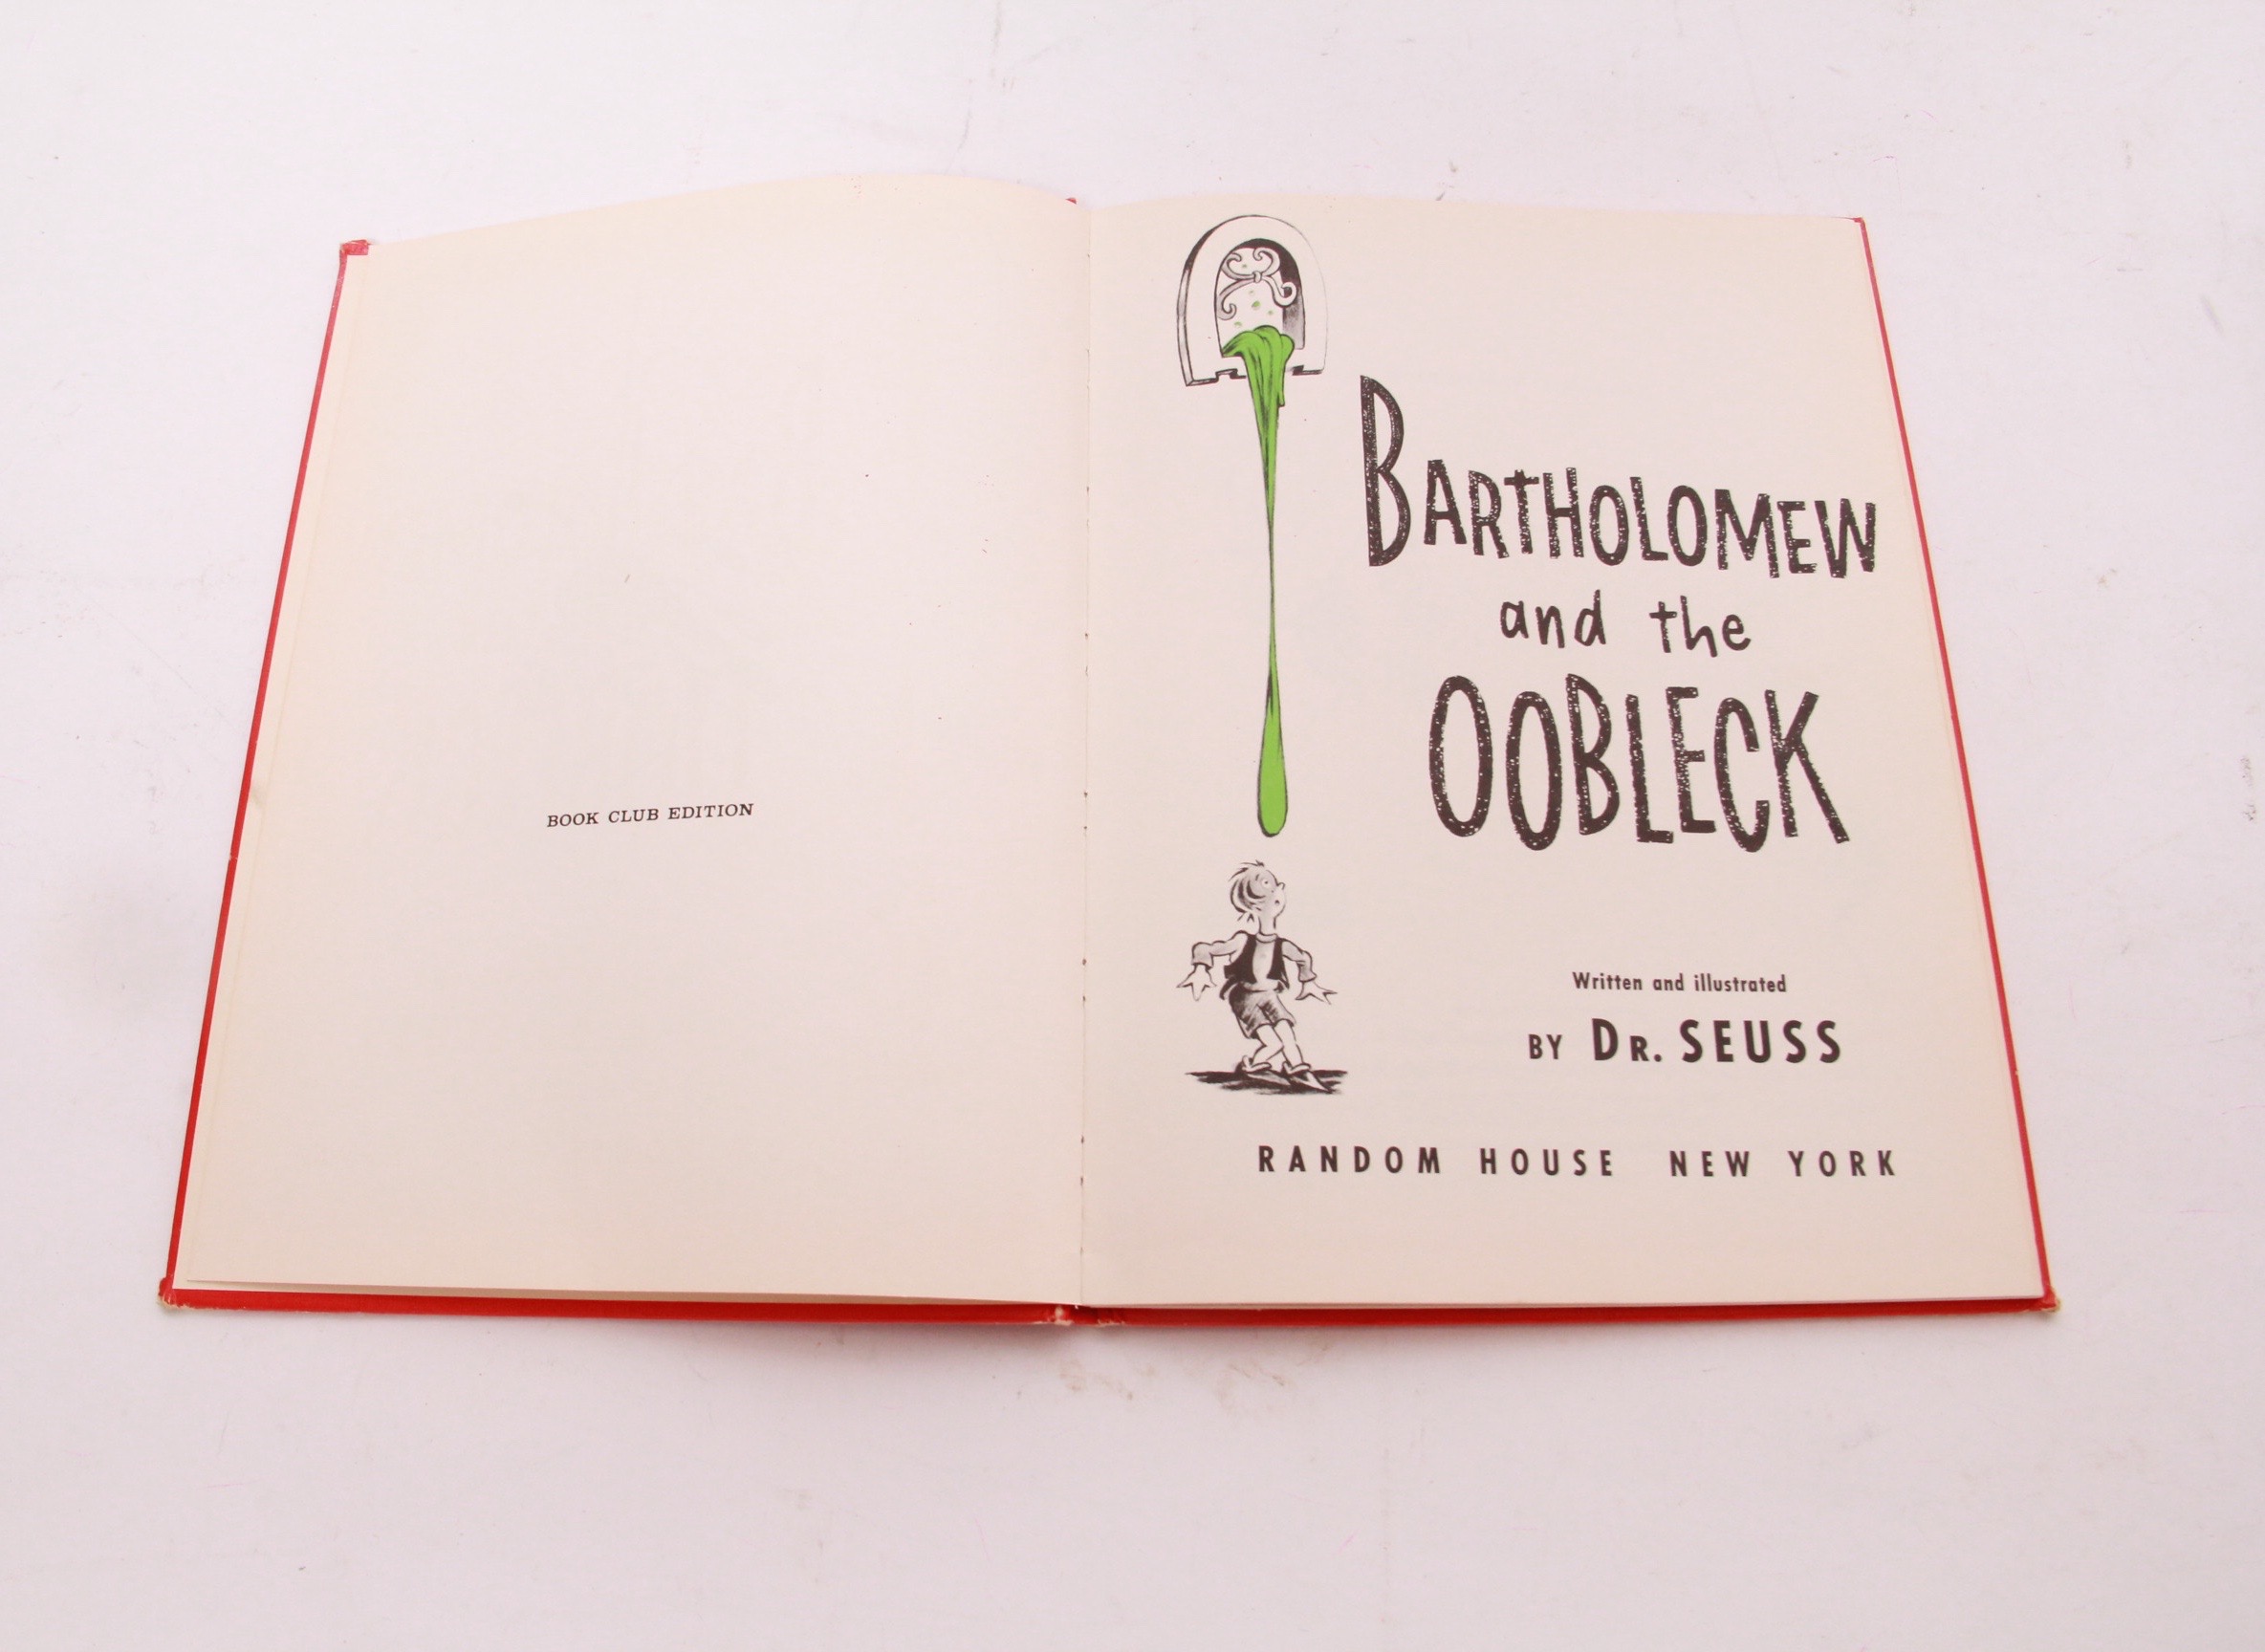 BOOK CLUB EDITION
BARTHOLOMEW
and the
OOBLECK
Written and illustrated
BY DR. SEUSS
RANDOM HOUSE NEW YORK